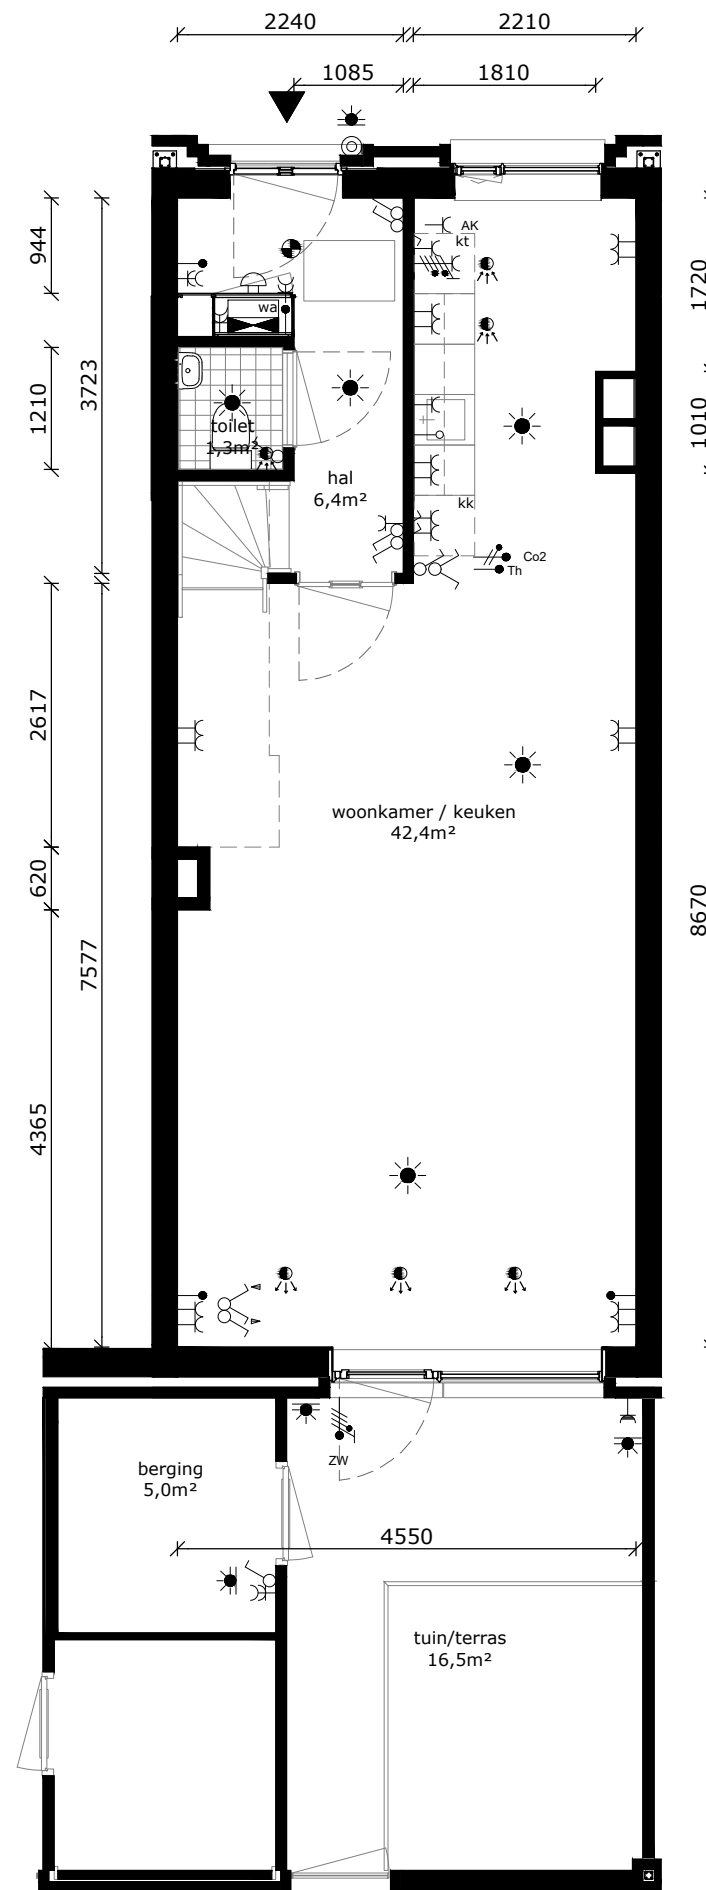 2240
2210
1085
1810
AK
kt
944
1720
wa
3723
1210
1010
toilet
1,3m²
hal
6,4m²
kk
Co2
Th
2617
woonkamer / keuken
42,4m²
620
8670
7577
4365
ZW
berging
5,0m²
4550
tuin/terras
16,5m²